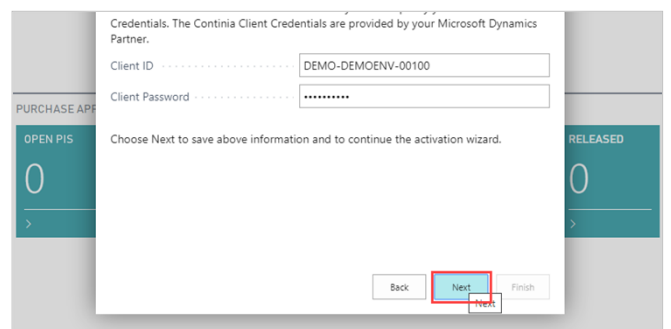 Credentials. The Continia Client Credentials are provided by your Microsoft Dynamics
Partner.
Client ID
DEMO-DEMOENV-00100
Client Password
••••••••••
PURCHASE APP
OPEN PIS
Choose Next to save above information and to continue the activation wizard.
RELEASED
0
0
>
>
Back
Next
Finish
Next